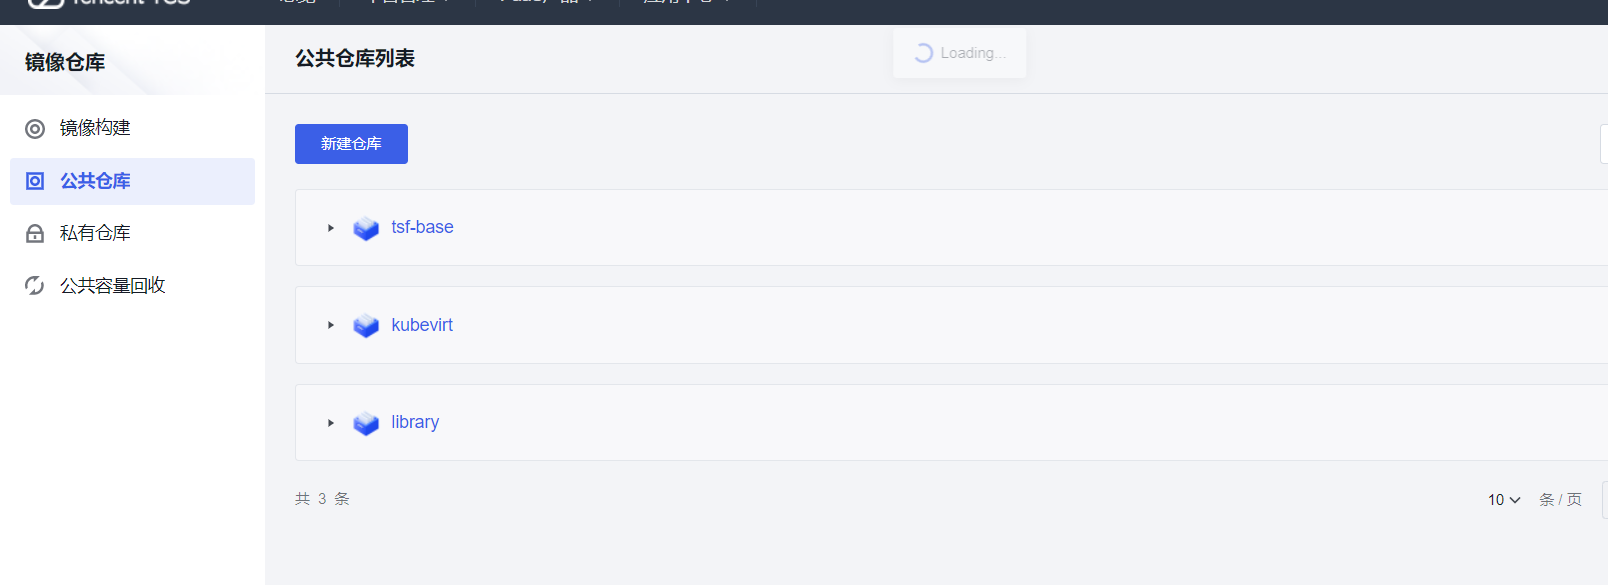 Tencent TCS
镜像仓库
镜像构建
公共仓库
私有仓库
公共容量回收
公共仓库列表
Loading...
新建仓库
tsf-base
kubevirt
library
共 3 条
10 条 / 页